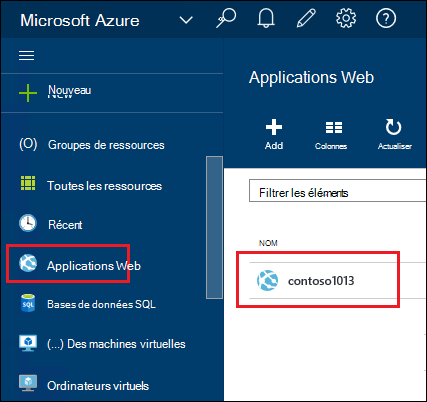 Microsoft Azure
Nouveau
New
(O) Groupes de ressources
Toutes les ressources
Récent
Applications Web
Bases de données SQL
(...) Des machines virtuelles
Ordinateurs virtuels
Applications Web
Add
Colonnes
Actualiser
Filtrer les éléments
NOM
contoso1013